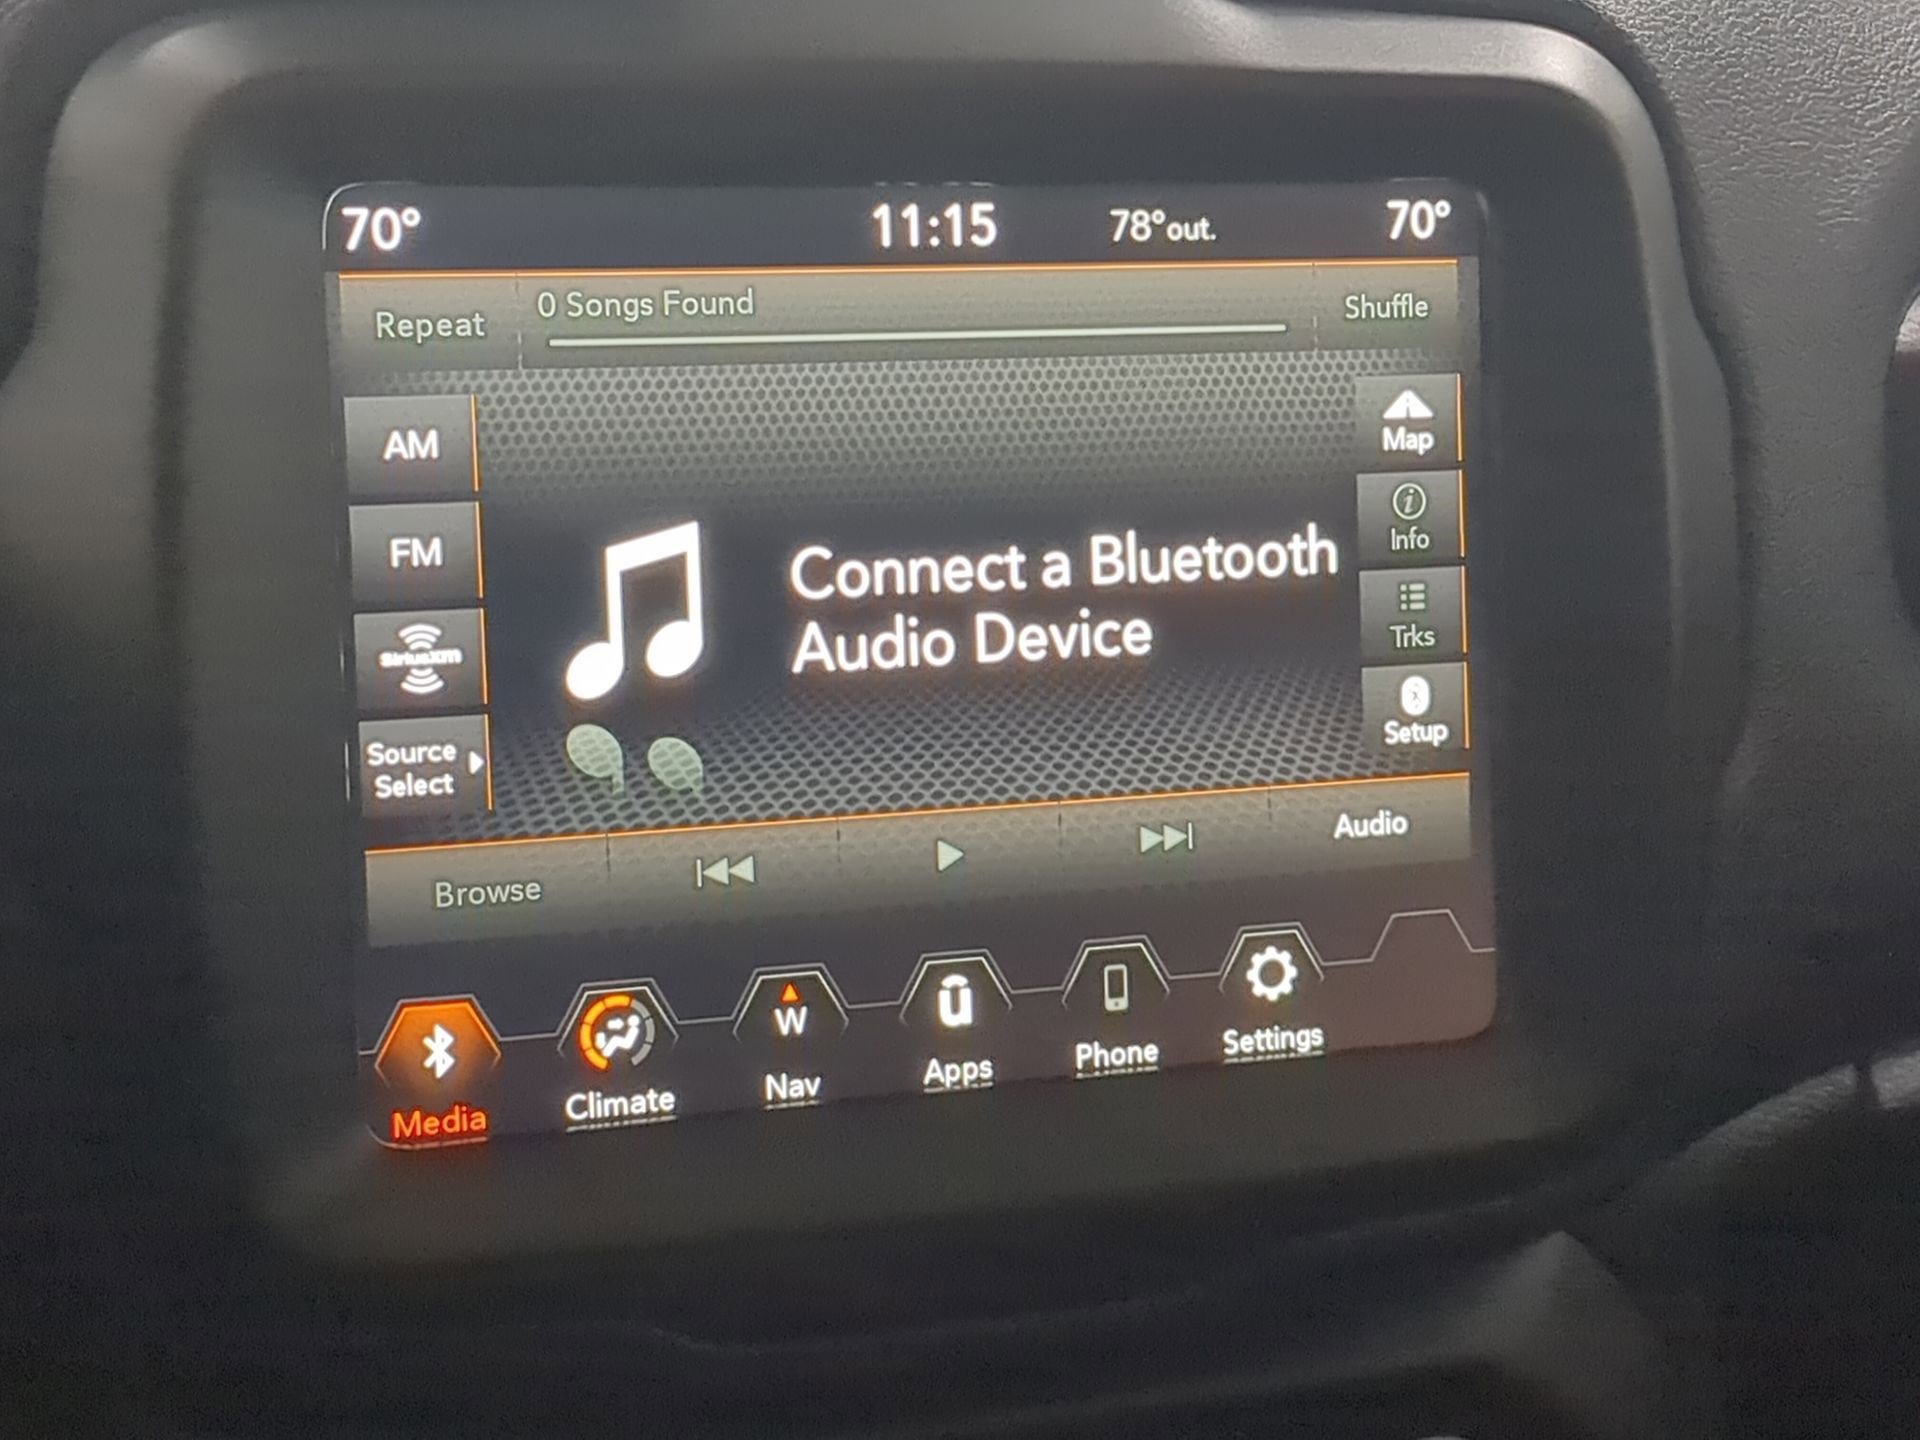 70° 11:15 78°out. 70°
Repeat
0 Songs Found
Shuffle
AM
FM
SiriusXM
Source
Select
Connect a Bluetooth
Audio Device
Map
i
Info
Trks
Setup
Browse
Audio
W
u
Media
Climate
Nav
Apps
Phone
Settings